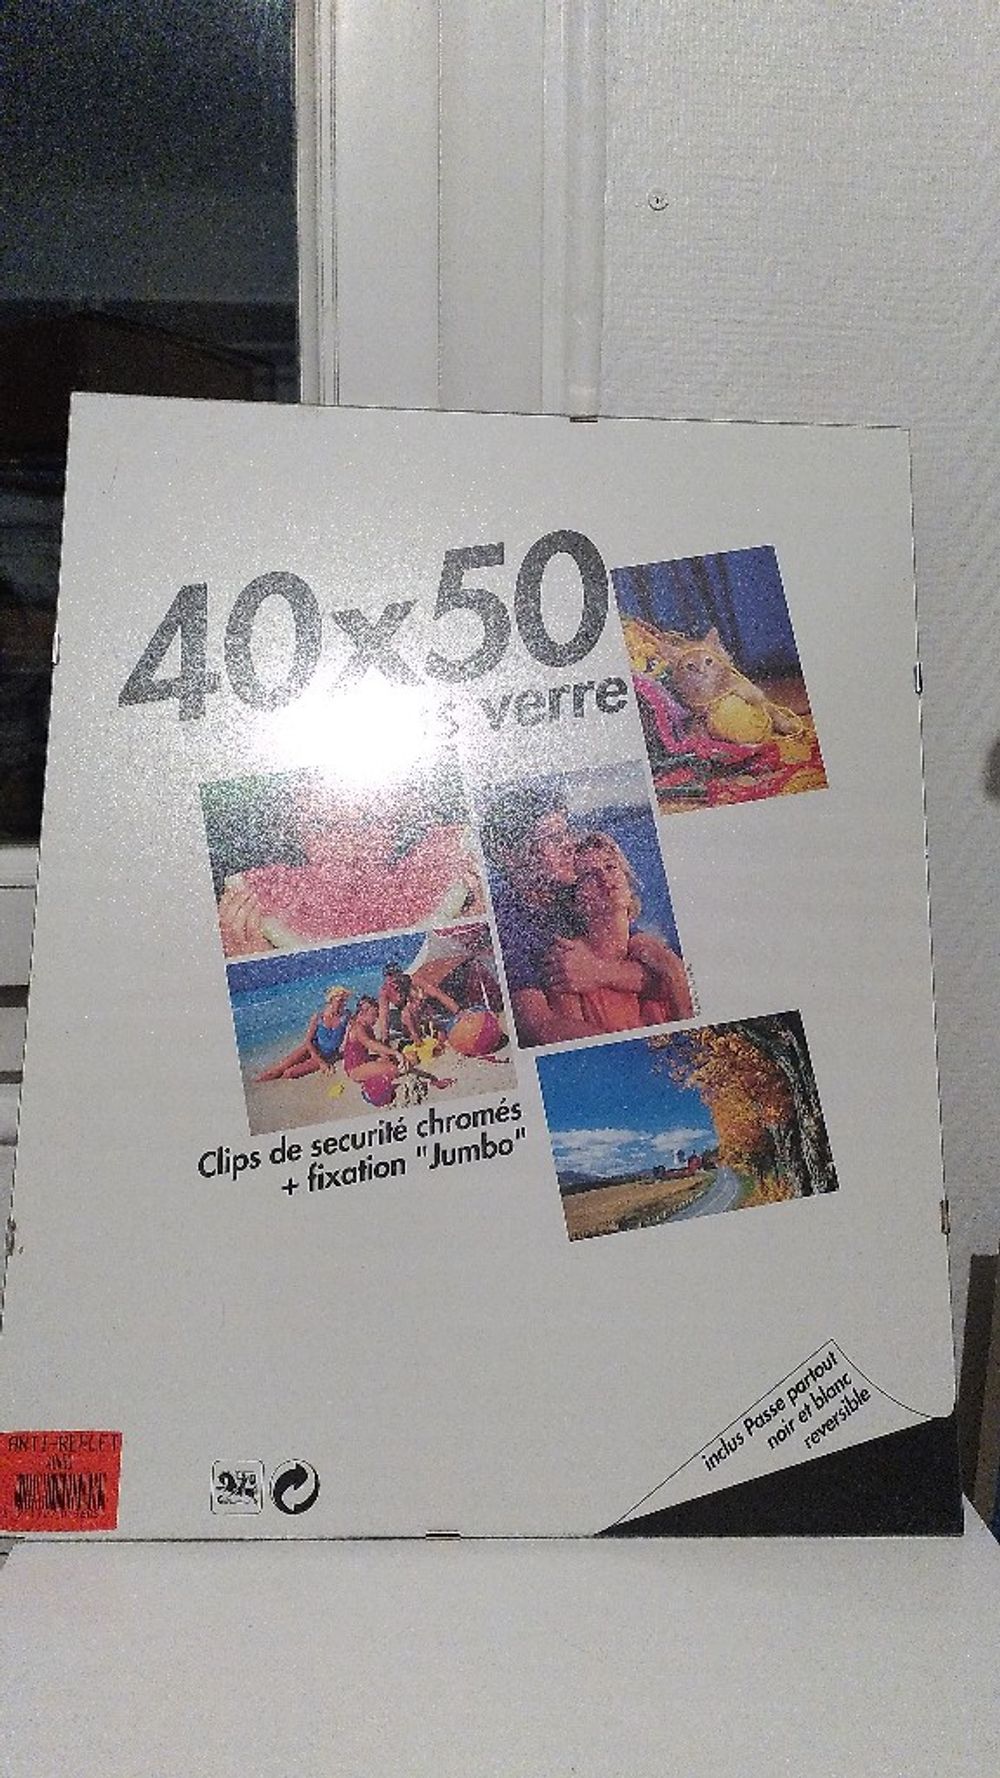 40x50
verre
Clips de securité chromés
+ fixation "Jumbo"
inclus Passe partout
noir et blanc
reversible
ANTI-REFLET